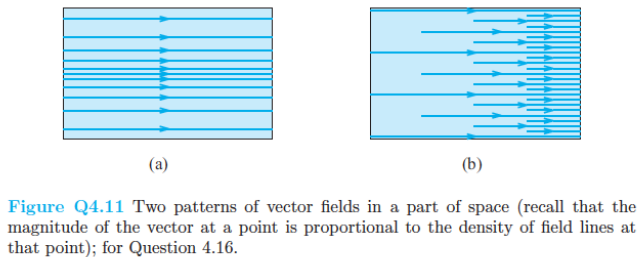 (a)
(b)
Figure Q4.11 Two patterns of vector fields in a part of space (recall that the
magnitude of the vector at a point is proportional to the density of field lines at
that point); for Question 4.16.